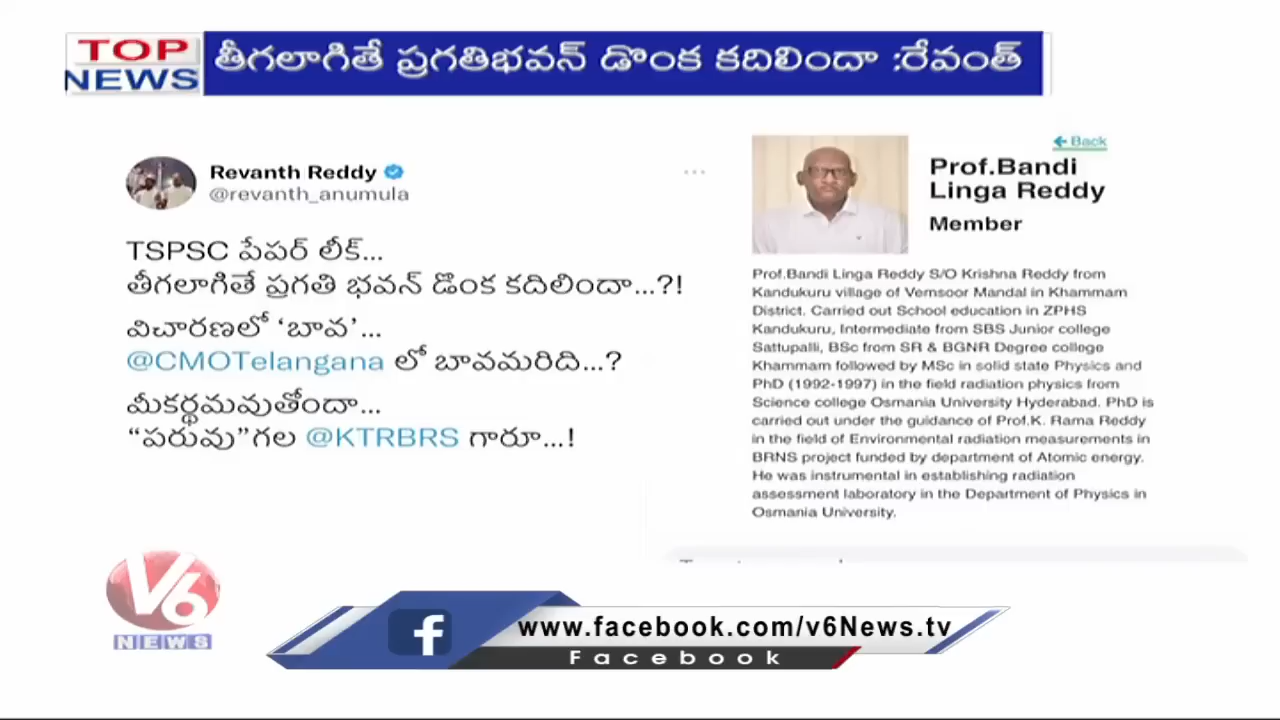 TOP
NEWS
తీగలాగితే ప్రగతిభవన్ డొంక కదిలిందా :రేవంత్
Revanth Reddy
@revanth_anumula
TSPSC పేపర్ లీక్...
తీగలాగితే ప్రగతి భవన్ డొంక కదిలిందా...?!
విచారణలో ‘బావ’...
@CMOTelangana లో బావమరిది...?
మీకర్థమవుతోందా...
“పరువు”గల @KTRBRS గారూ...!
Back
Prof.Bandi
Linga Reddy
Member
Prof.Bandi Linga Reddy S/O Krishna Reddy from
Kandukuru village of Vemsoor Mandal in Khammam
District. Carried out School education in ZPHS
Kandukuru, Intermediate from SBS Junior college
Sattupalli, BSc from SR & BGNR Degree college
Khammam followed by MSc in solid state Physics and
PhD (1992-1997) in the field radiation physics from
Science college Osmania University Hyderabad. PhD is
carried out under the guidance of Prof.K. Rama Reddy
in the field of Environmental radiation measurements in
BRNS project funded by department of Atomic energy.
He was instrumental in establishing radiation
assessment laboratory in the Department of Physics in
Osmania University.
V6
NEWS
f
www.facebook.com/v6News.tv
Facebook